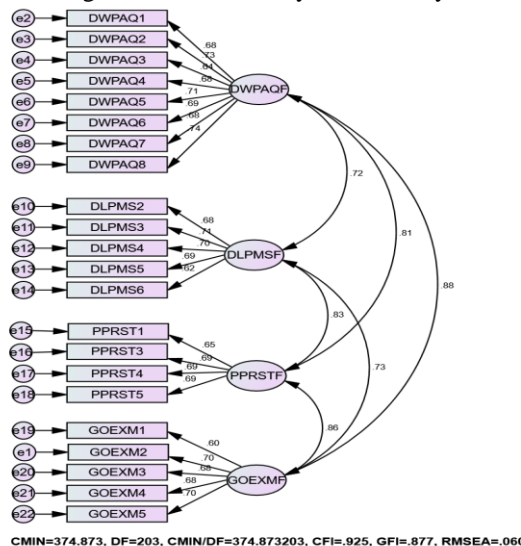 e2 DWPAQ1
e3 DWPAQ2 .68
e4 DWPAQ3 .73
e5 DWPAQ4 .68 DWPAQF
e6 DWPAQ5 .71
e7 DWPAQ6 .69
e8 DWPAQ7 .68
e9 DWPAQ8 .74
.72
e10 DLPMS2 .68
e11 DLPMS3 .71 .81
e12 DLPMS4 .70 DLPMSF
e13 DLPMS5 .69
e14 DLPMS6 .62
.88
.83
e15 PPRST1 .65
e16 PPRST3 .69 .73
e17 PPRST4 .69 PPRSTF
e18 PPRST5 .69
.86
e19 GOEXM1 .60
e1 GOEXM2 .70
e20 GOEXM3 .68 GOEXMF
e21 GOEXM4 .68
e22 GOEXM5 .70
CMIN=374.873, DF=203, CMIN/DF=374.873203, CFI=.925, GFI=.877, RMSEA=.060